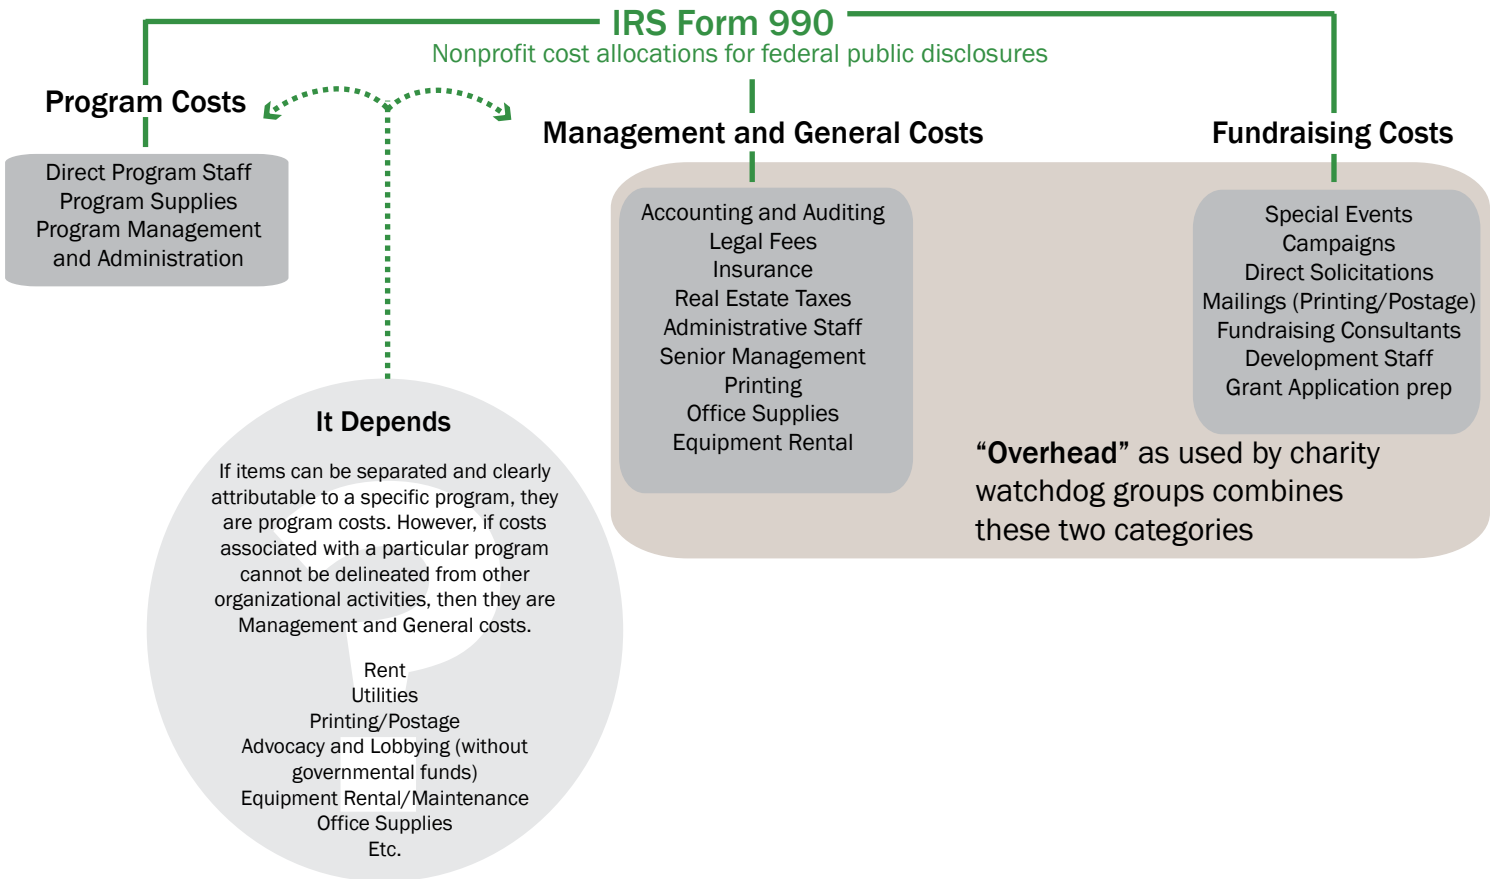 IRS Form 990
Nonprofit cost allocations for federal public disclosures
Program Costs
Direct Program Staff
Program Supplies
Program Management
and Administration
It Depends
If items can be separated and clearly
attributable to a specific program, they
are program costs. However, if costs
associated with a particular program
cannot be delineated from other
organizational activities, then they are
Management and General costs.
Rent
Utilities
Printing/Postage
Advocacy and Lobbying (without
governmental funds)
Equipment Rental/Maintenance
Office Supplies
Etc.
Management and General Costs
Accounting and Auditing
Legal Fees
Insurance
Real Estate Taxes
Administrative Staff
Senior Management
Printing
Office Supplies
Equipment Rental
Fundraising Costs
Special Events
Campaigns
Direct Solicitations
Mailings (Printing/Postage)
Fundraising Consultants
Development Staff
Grant Application prep
“Overhead” as used by charity
watchdog groups combines
these two categories